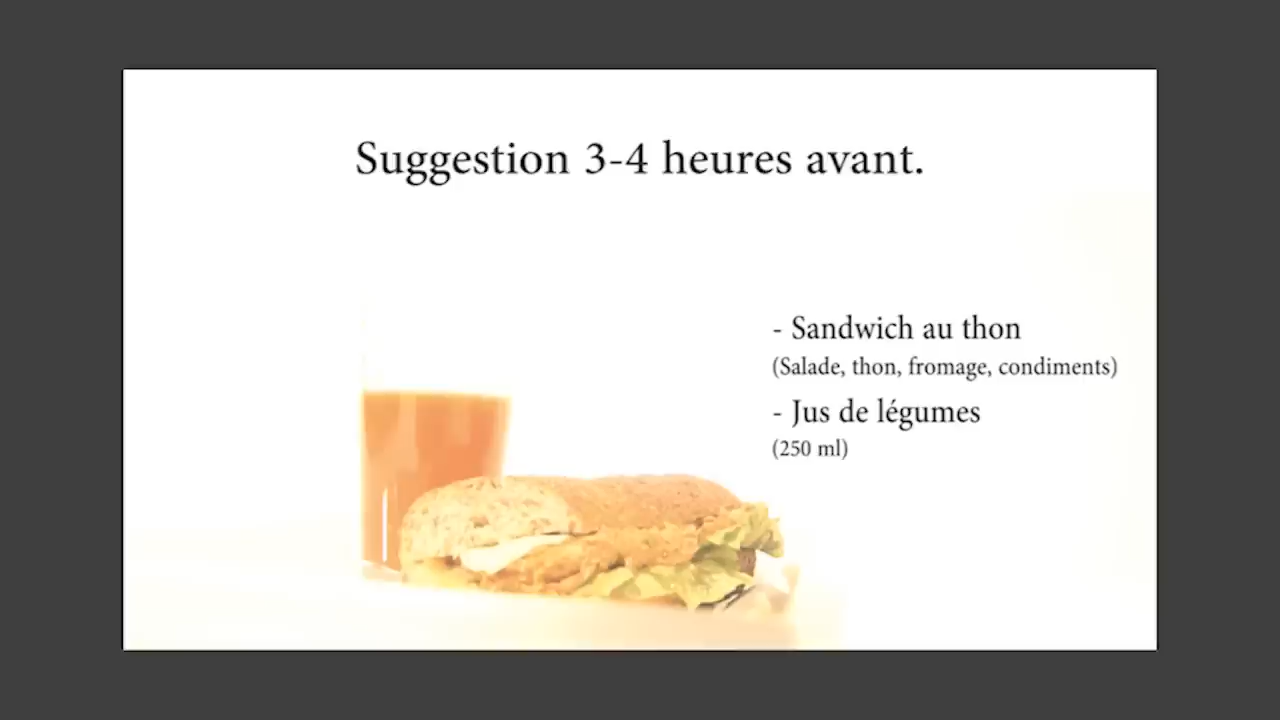 Suggestion 3-4 heures avant.
- Sandwich au thon
(Salade, thon, fromage, condiments)
- Jus de légumes
(250 ml)